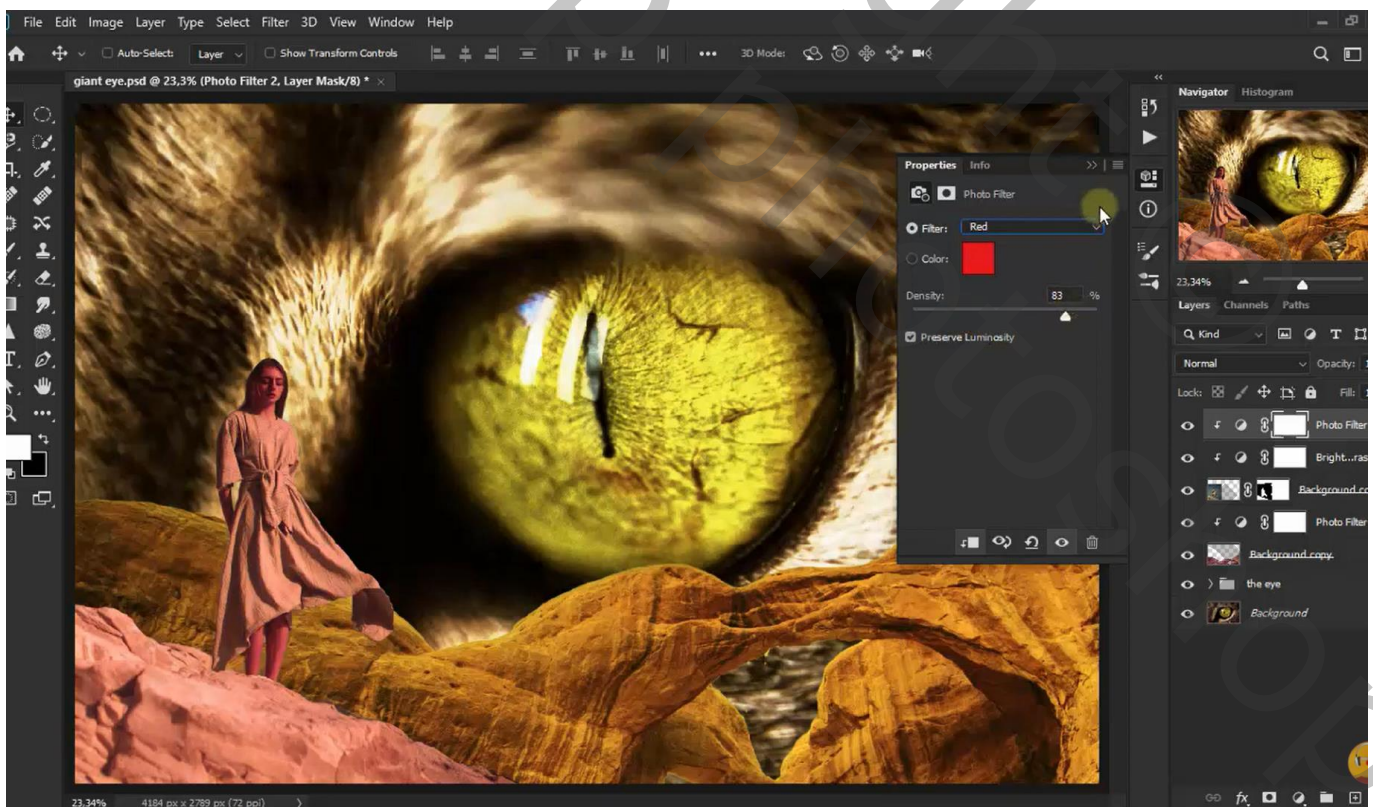 File Edit Image Layer Type Select Filter 3D View Window Help
Auto-Select: Layer Show Transform Controls 3D Mode:
giant eye.psd @ 23,3% (Photo Filter 2, Layer Mask/8) * ×
Navigator Histogram
Properties Info
Photo Filter
Filter: Red
Color:
Density: 83 %
Preserve Luminosity
23,34%
Layers Channels Paths
Kind
Normal Opacity:
Lock: Fill:
Photo Filter
Bright...ras
Background co
Photo Filter
Background copy
the eye
Background
23,34% 4184 px x 2789 px (72 ppi)
fx